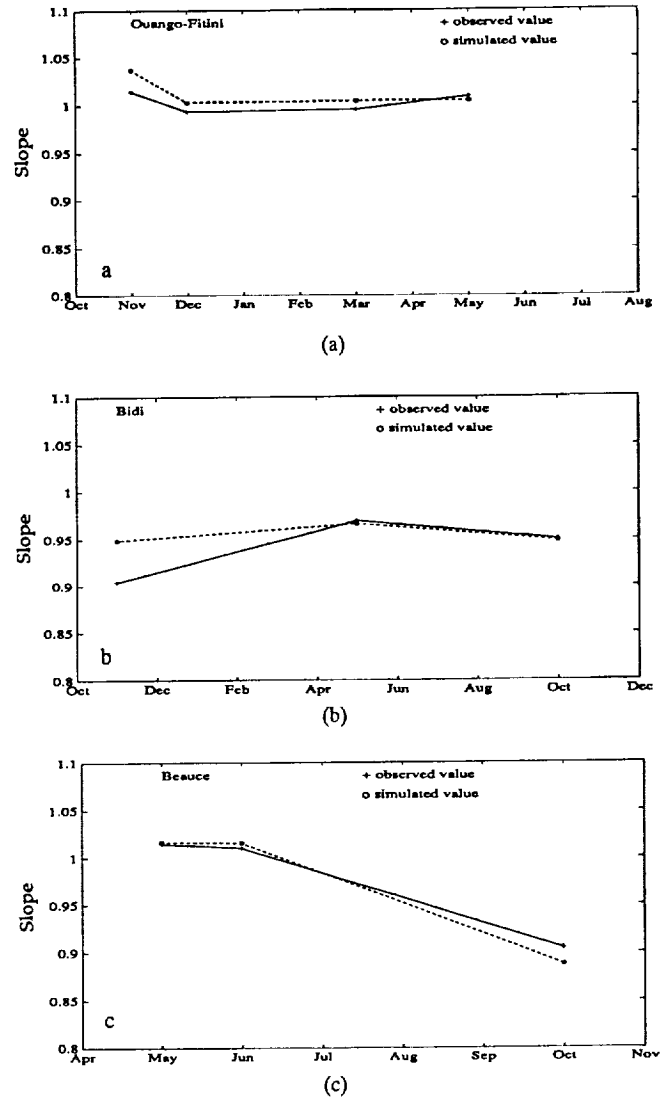 1.1
Ouango-Fitini
+ observed value
o simulated value
1.05
1
0.95
0.9
0.85
0.8
Slope
a
Oct Nov Dec Jan Feb Mar Apr May Jun Jul Aug
(a)
1.1
Bidi
+ observed value
o simulated value
1.05
1
0.95
0.9
0.85
0.8
Slope
b
Oct Dec Feb Apr Jun Aug Oct Dec
(b)
1.1
Beauce
+ observed value
o simulated value
1.05
1
0.95
0.9
0.85
0.8
Slope
c
Apr May Jun Jul Aug Sep Oct Nov
(c)